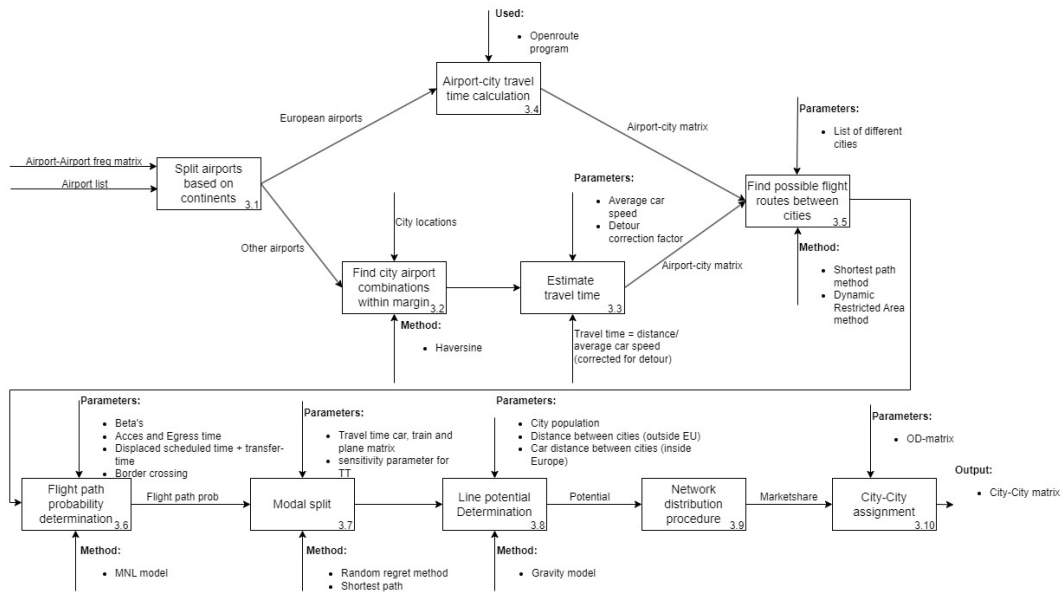 Used:
• Openroute
program
Airport-city travel
time calculation
3.4
European airports
Airport-city matrix
Parameters:
• List of different
cities
Airport-Airport freq matrix
Airport list
Split airports
based on
continents
3.1
Other airports
City locations
Find city airport
combinations
within margin
3.2
Method:
• Haversine
Parameters:
• Average car
speed
• Detour
correction factor
Estimate
travel time
3.3
Travel time = distance/
average car speed
(corrected for detour)
Airport-city matrix
Find possible flight
routes between
cities
3.5
Method:
• Shortest path
method
• Dynamic
Restricted Area
method
Parameters:
• Beta's
• Acces and Egress time
• Displaced scheduled time + transfer-
time
• Border crossing
Flight path
probability
determination
3.6
Method:
• MNL model
Flight path prob
Parameters:
• Travel time car, train and
plane matrix
• sensitivity parameter for
TT
Modal split
3.7
Method:
• Random regret method
• Shortest path
Parameters:
• City population
• Distance between cities (outside EU)
• Car distance between cities (inside
Europe)
Line potential
Determination
3.8
Method:
• Gravity model
Potential
Network
distribution
procedure
3.9
Marketshare
Parameters:
• OD-matrix
City-City
assignment
3.10
Output:
• City-City matrix